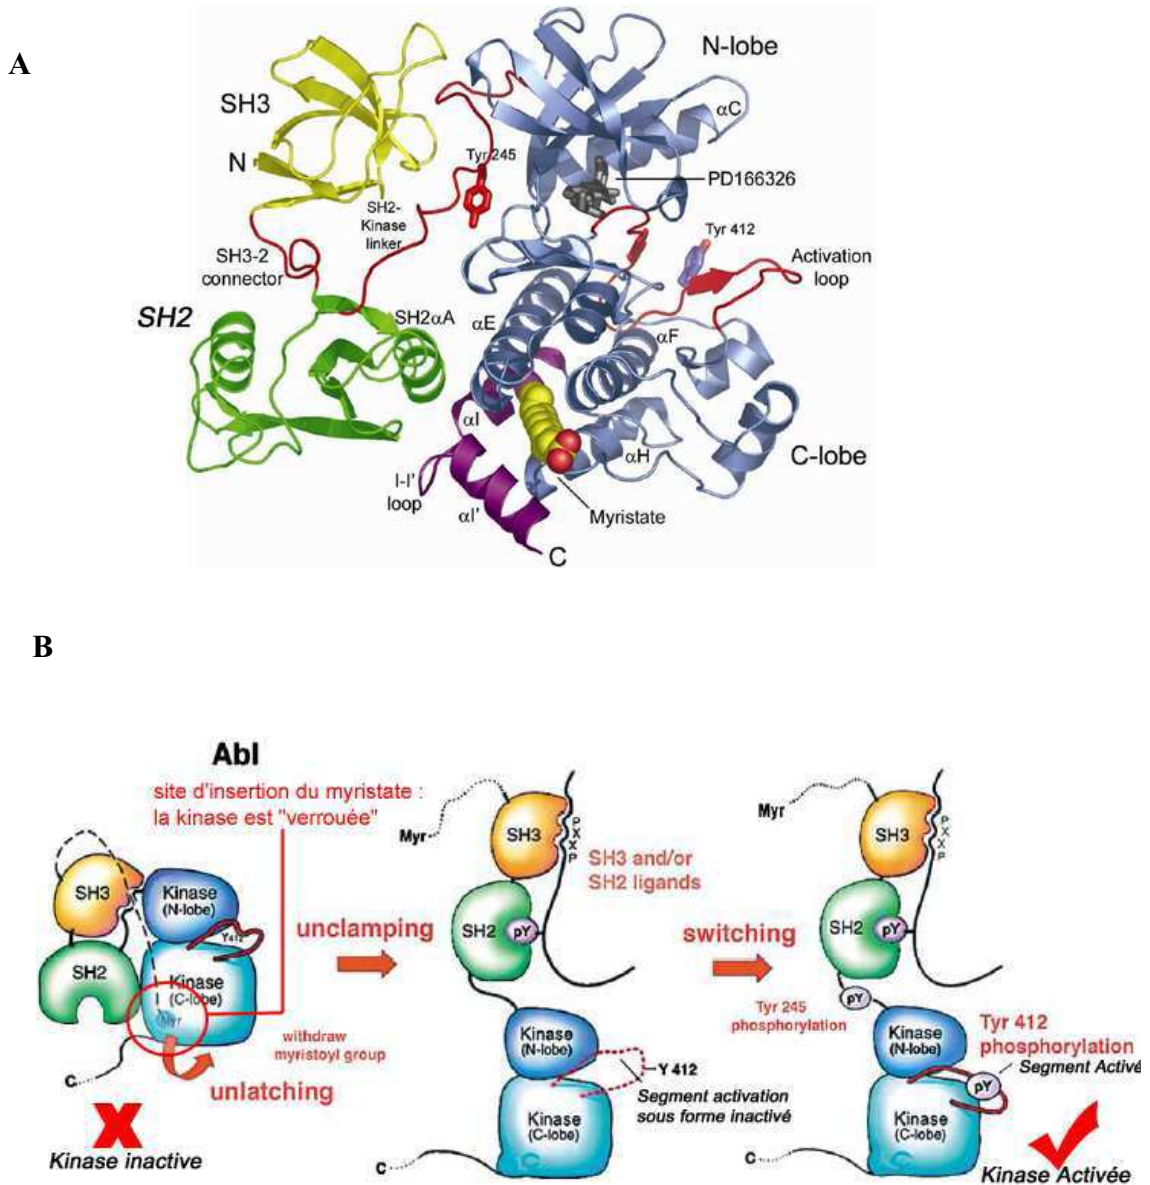 A
SH3
N
SH3-2
connector
SH2
SH2-
Kinase
linker
Tyr 245
N-lobe
αC
PD166326
Tyr 412
Activation
loop
SH2αA
αE
αF
αI
αH
C-lobe
I-I'
loop
αI'
Myristate
C
B
Abl
site d'insertion du myristate :
la kinase est "verrouée"
SH3
Kinase
(N-lobe)
Y412
SH2
Kinase
(C-lobe)
Myr
C
withdraw
myristoyl group
unlatching
X
Kinase inactive
unclamping
Myr
SH3
P
X
X
P
SH3 and/or
SH2 ligands
SH2
pY
Kinase
(N-lobe)
Y 412
Segment activation
sous forme inactivé
Kinase
(C-lobe)
C
switching
Tyr 245
phosphorylation
Myr
SH3
P
X
X
P
SH2
pY
pY
Kinase
(N-lobe)
Tyr 412
phosphorylation
Segment Activé
pY
Kinase
(C-lobe)
C
Kinase Activée